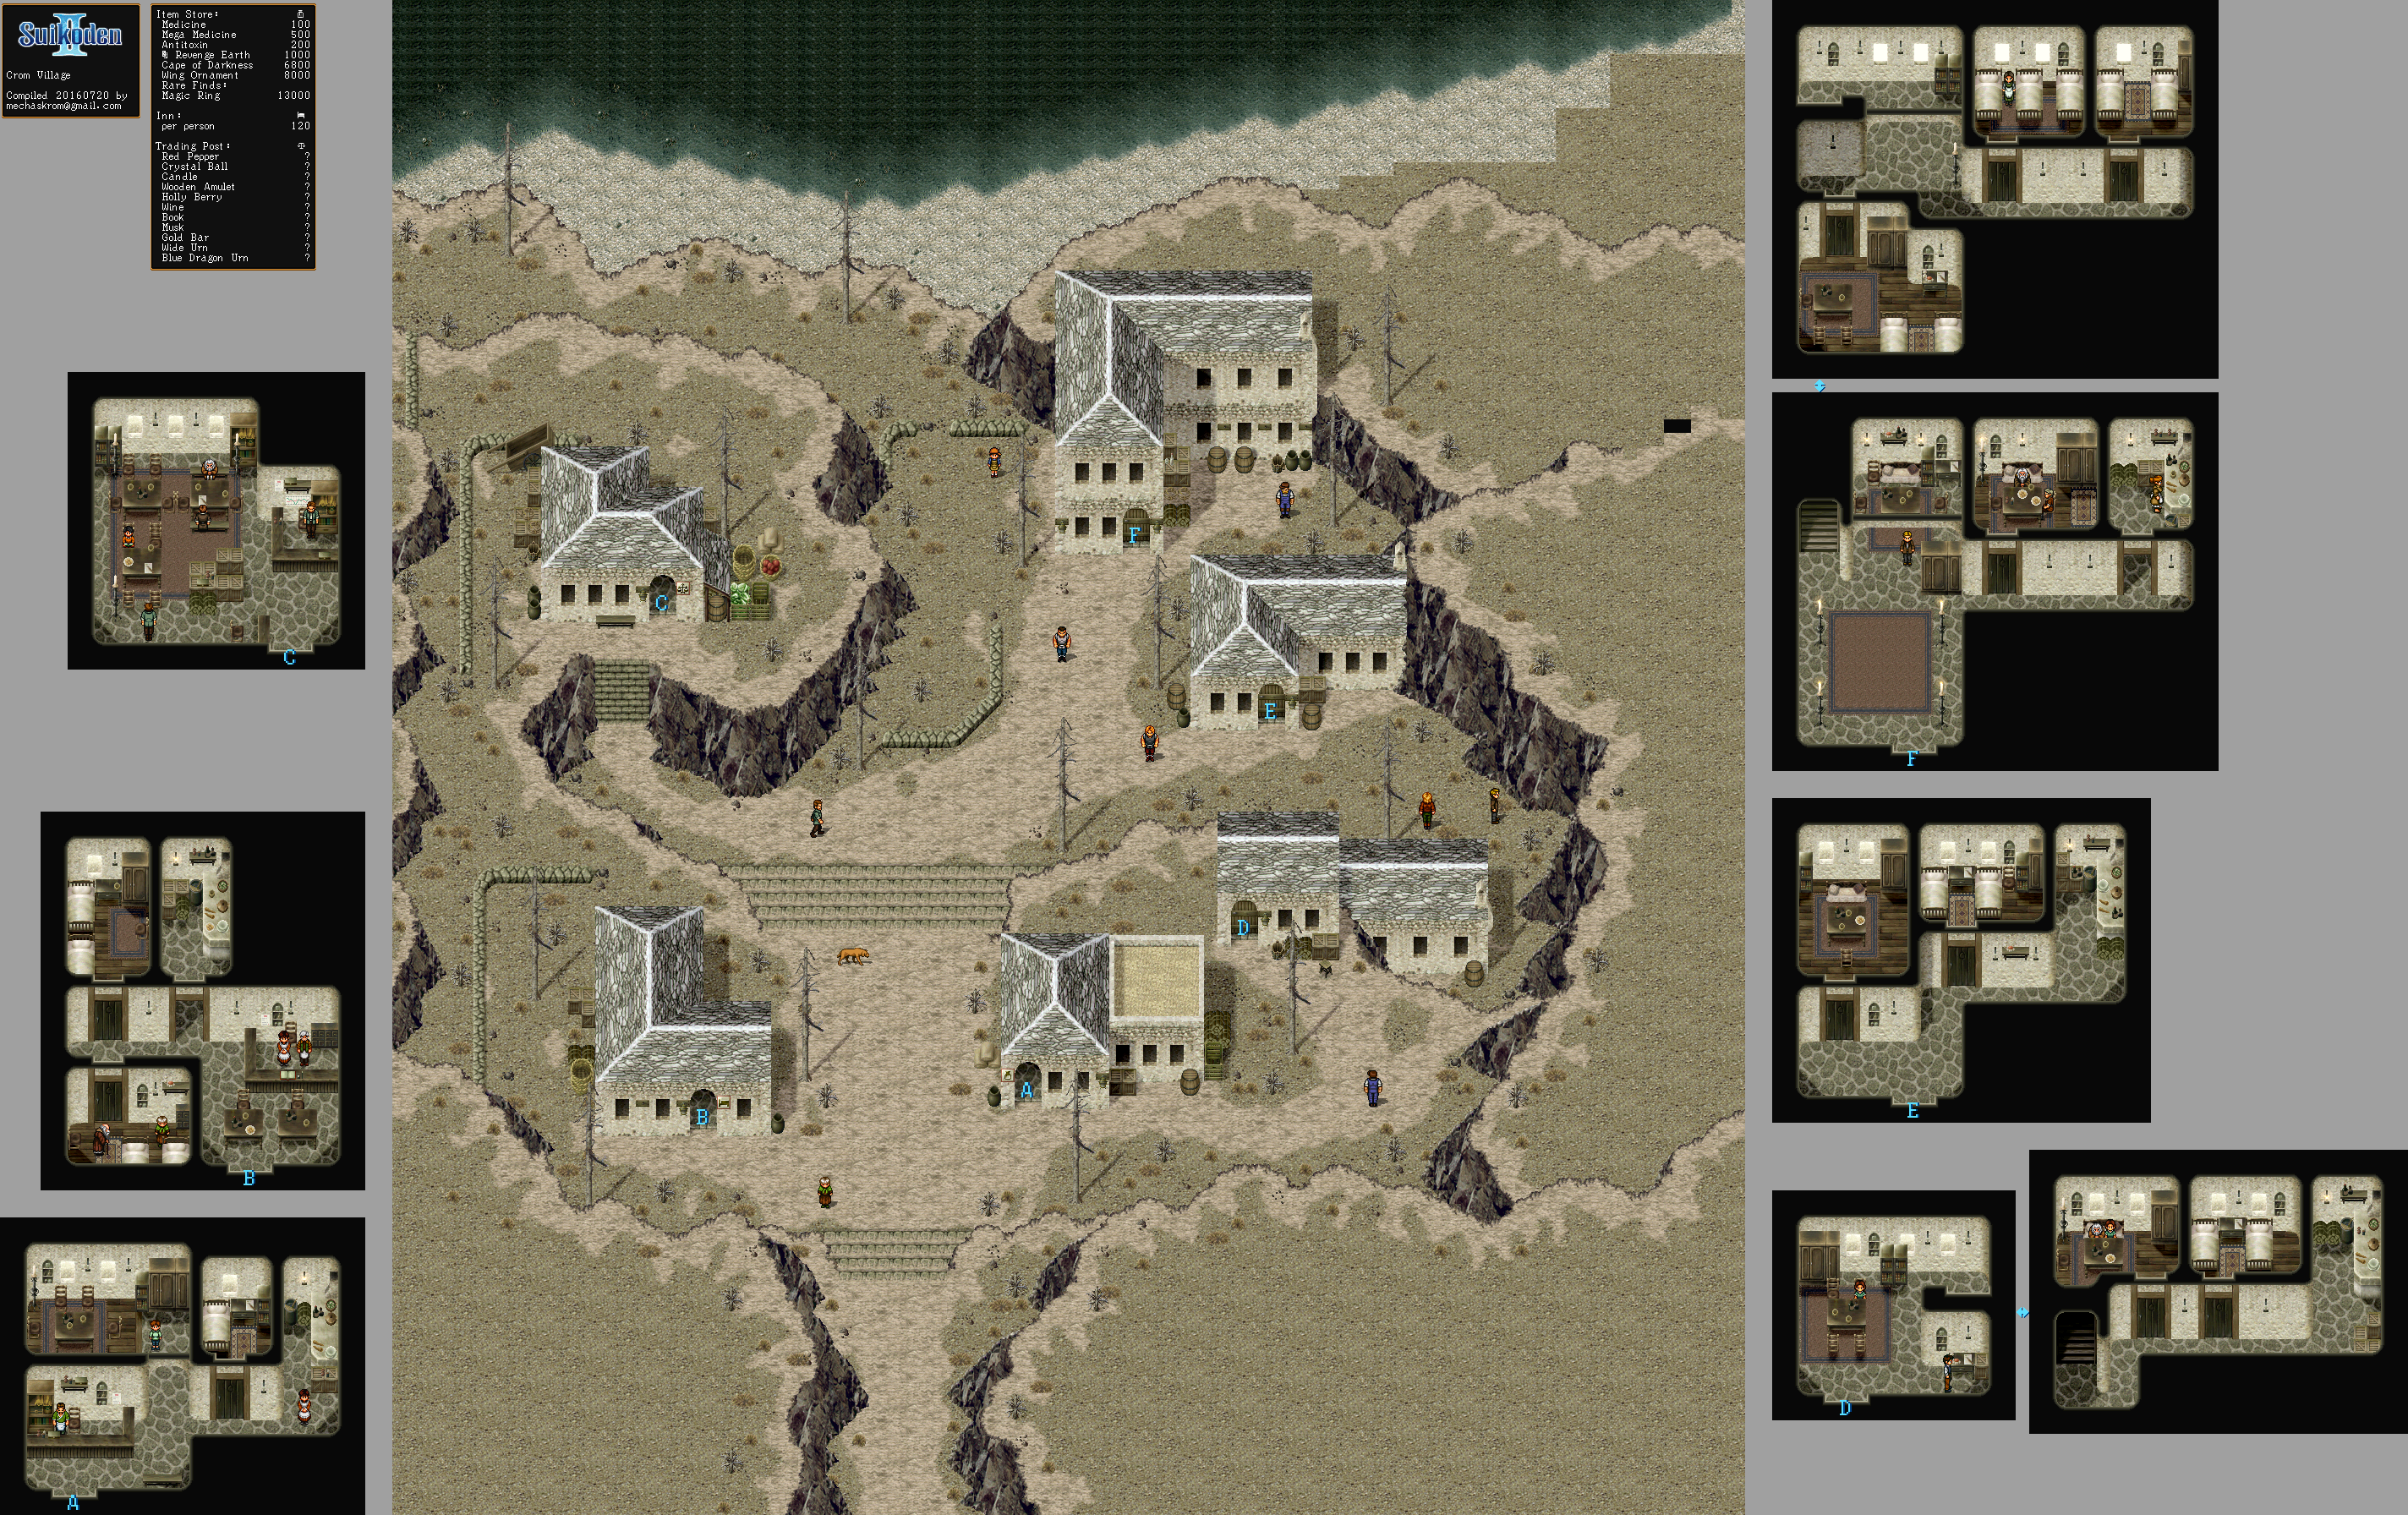 Suikoden II
Crom Village
Compiled 20160720 by
mechaskrom@gmail.com
Item Store:
Medicine 100
Mega Medicine 500
Antitoxin 200
Revenge Earth 1000
Cape of Darkness 6800
Wing Ornament 8000
Rare Finds:
Magic Ring 13000
Inn:
per person 120
Trading Post:
Red Pepper ?
Crystal Ball ?
Candle ?
Wooden Amulet ?
Holly Berry ?
Wine ?
Book ?
Musk ?
Gold Bar ?
Wide Urn ?
Blue Dragon Urn ?
F
C
C
E
F
D
A
B
E
B
D
A